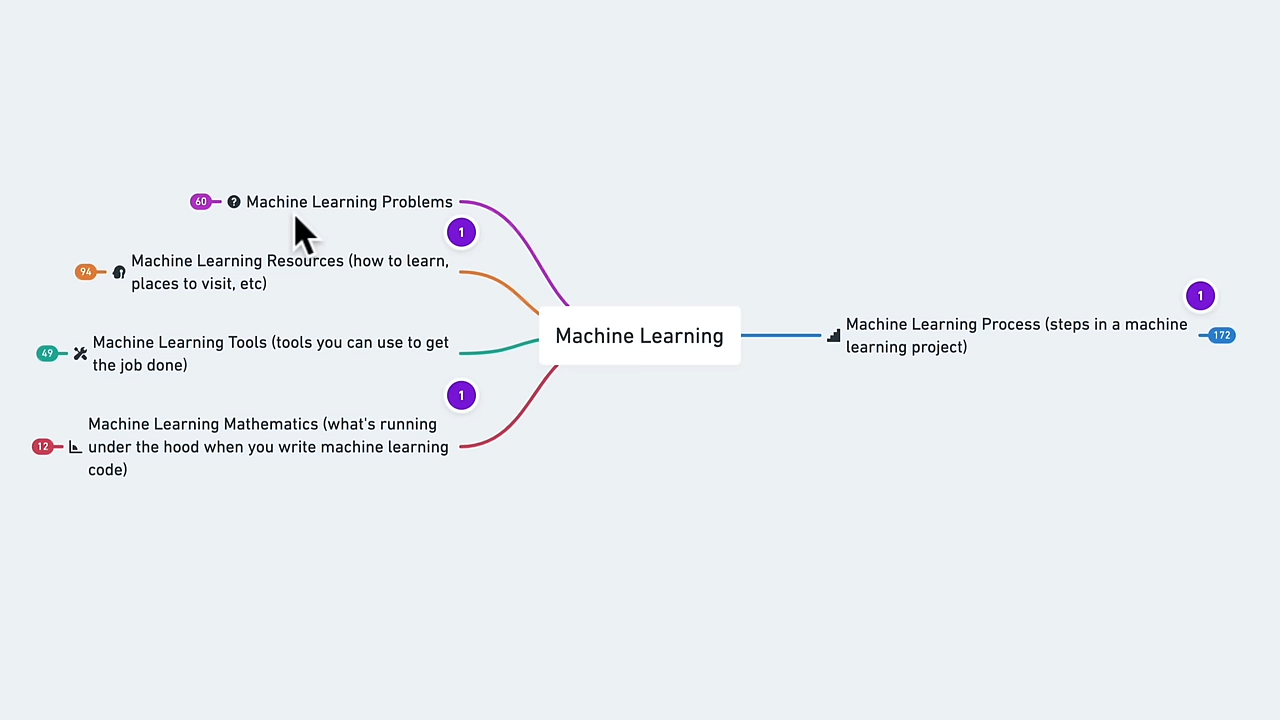 60
Machine Learning Problems
1
94
Machine Learning Resources (how to learn,
places to visit, etc)
49
Machine Learning Tools (tools you can use to get
the job done)
1
12
Machine Learning Mathematics (what's running
under the hood when you write machine learning
code)
Machine Learning
1
Machine Learning Process (steps in a machine
learning project)
172